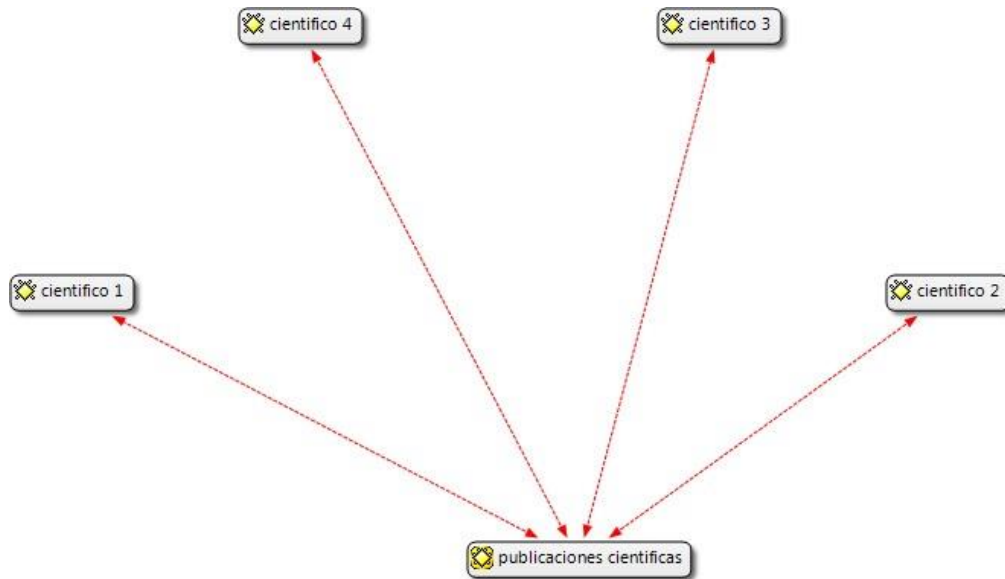 cientifico 4
cientifico 3
cientifico 1
cientifico 2
publicaciones cientificas